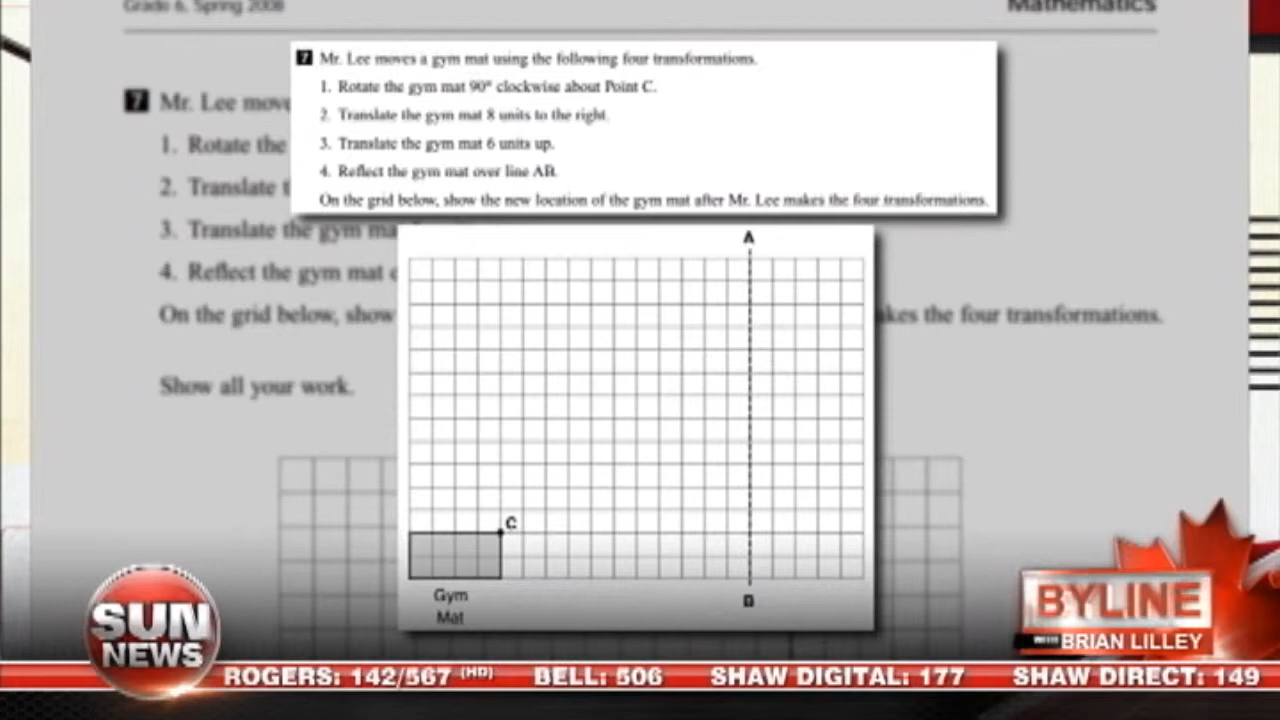 Grade 6, Spring 2008
Mathematics
7 Mr. Lee moves a gym mat using the following four transformations.
1. Rotate the gym mat 90° clockwise about Point C.
2. Translate the gym mat 8 units to the right.
3. Translate the gym mat 6 units up.
4. Reflect the gym mat over line AB.
On the grid below, show the new location of the gym mat after Mr. Lee makes the four transformations.
7 Mr. Lee move
1. Rotate the
2. Translate t
3. Translate the gym ma
4. Reflect the gym mat o
On the grid below, show
akes the four transformations.
Show all your work.
A
C
B
Gym
Mat
SUN
NEWS
BYLINE
WITH BRIAN LILLEY
ROGERS: 142/567 (HD) BELL: 506 SHAW DIGITAL: 177 SHAW DIRECT: 149